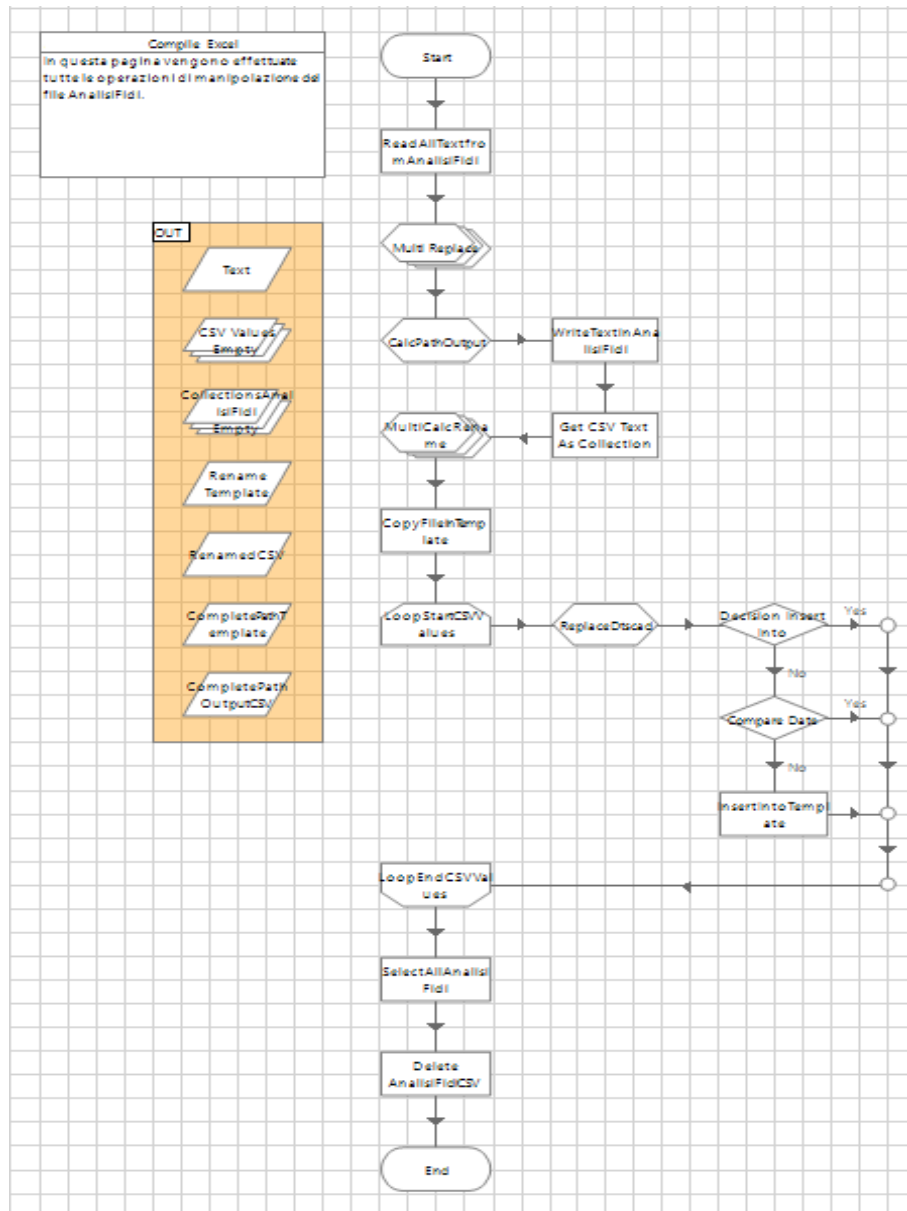 Compile Excel
In questa pagina vengono effettuate
tutte le operazioni di manipolazione del
file AnalisiFidi.
Start
ReadAllTextfro
mAnalisiFidi
Multi Replace
CalcPathOutput
WriteTextInAna
lisiFidi
Get CSV Text
As Collection
MultiCalcRena
me
CopyFileInTemp
late
LoopStartCSVV
alues
ReplaceDtscad
Decision Insert
Into
Yes
No
Compare Date
Yes
No
InsertIntoTempl
ate
LoopEndCSVVal
ues
SelectAllAnalisi
Fidi
Delete
AnalisiFidiCSV
End
OUT
Text
CSV Values
Empty
CollectionsAnal
isiFidi
Empty
Rename
Template
RenamedCSV
CompletePathT
emplate
CompletePath
OutputCSV